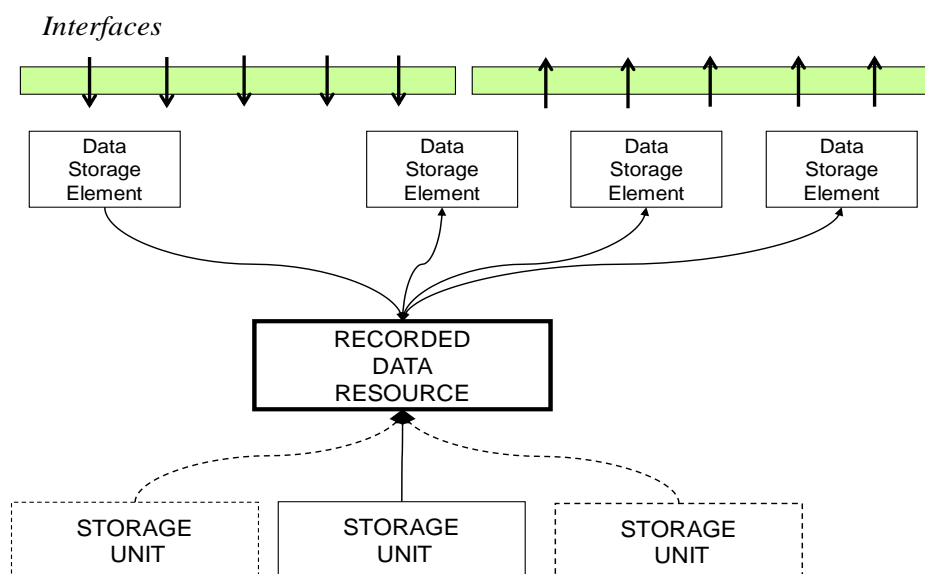 Interfaces
Data
Storage
Element
Data
Storage
Element
Data
Storage
Element
Data
Storage
Element
RECORDED
DATA
RESOURCE
STORAGE
UNIT
STORAGE
UNIT
STORAGE
UNIT